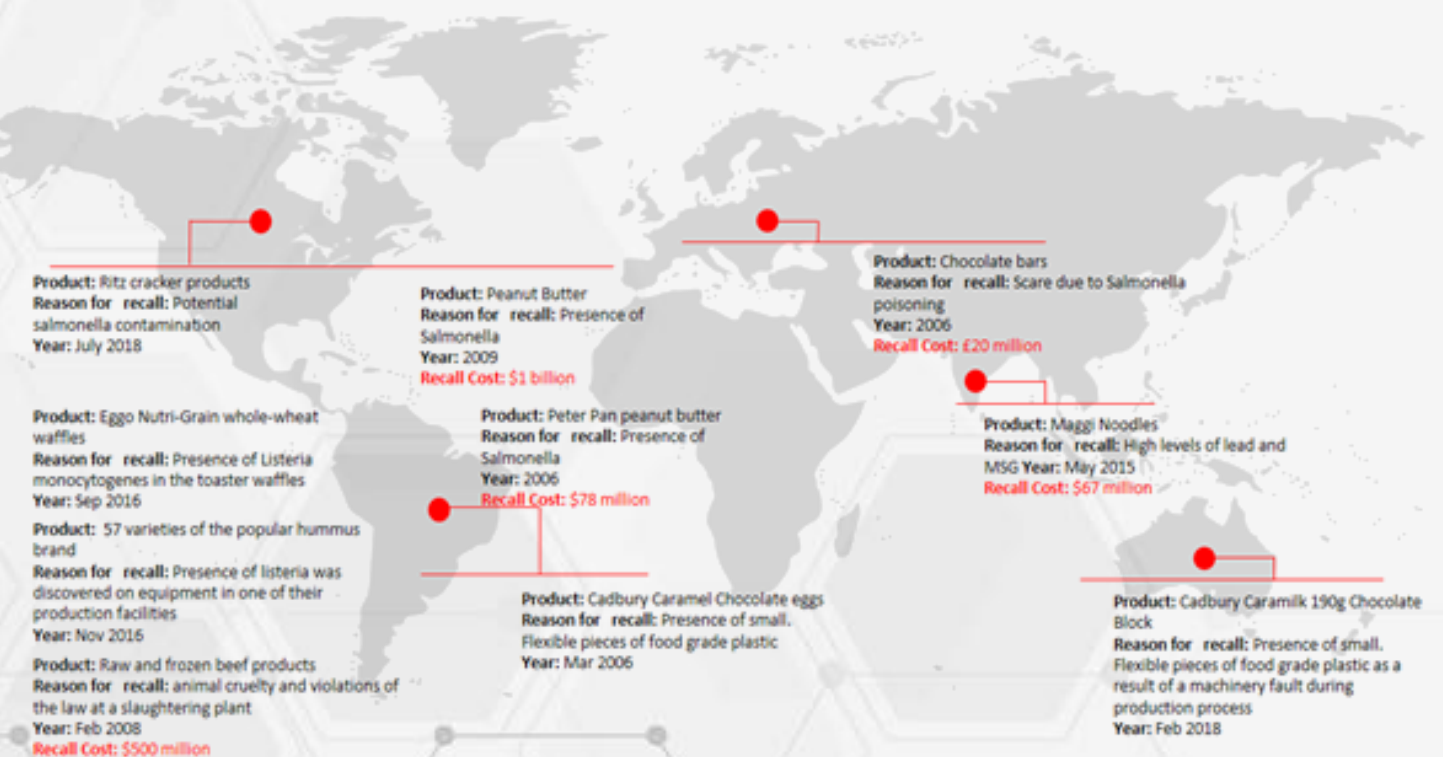 Product: Ritz cracker products
Reason for recall: Potential
salmonella contamination
Year: July 2018
Product: Eggo Nutri-Grain whole-wheat
waffles
Reason for recall: Presence of Listeria
monocytogenes in the toaster waffles
Year: Sep 2016
Product: 57 varieties of the popular hummus
brand
Reason for recall: Presence of listeria was
discovered on equipment in one of their
production facilities
Year: Nov 2016
Product: Raw and frozen beef products
Reason for recall: animal cruelty and violations of
the law at a slaughtering plant
Year: Feb 2008
Recall Cost: $500 million
Product: Peanut Butter
Reason for recall: Presence of
Salmonella
Year: 2009
Recall Cost: $1 billion
Product: Peter Pan peanut butter
Reason for recall: Presence of
Salmonella
Year: 2006
Recall Cost: $78 million
Product: Cadbury Caramel Chocolate eggs
Reason for recall: Presence of small.
Flexible pieces of food grade plastic
Year: Mar 2006
Product: Chocolate bars
Reason for recall: Scare due to Salmonella
poisoning
Year: 2006
Recall Cost: £20 million
Product: Maggi Noodles
Reason for recall: High levels of lead and
MSG Year: May 2015
Recall Cost: $67 million
Product: Cadbury Caramilk 190g Chocolate
Block
Reason for recall: Presence of small.
Flexible pieces of food grade plastic as a
result of a machinery fault during
production process
Year: Feb 2018